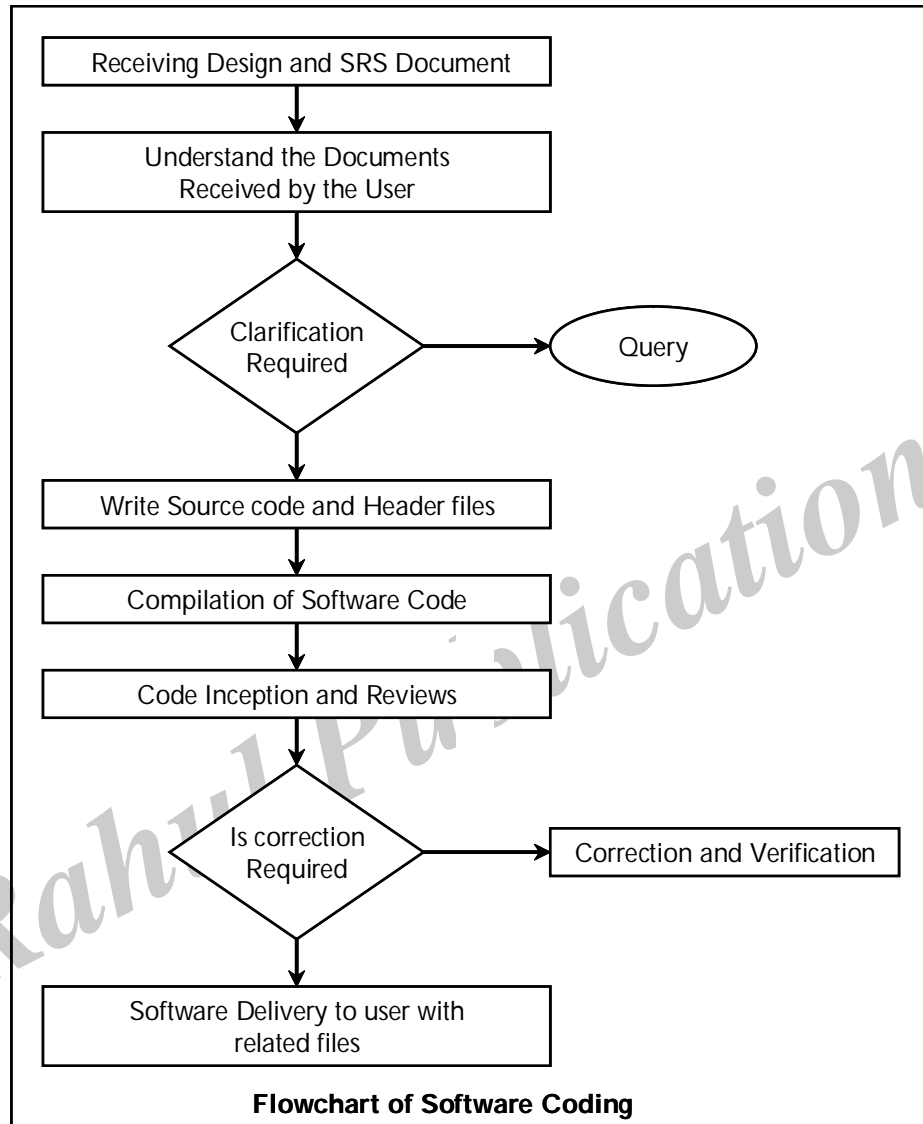 Receiving Design and SRS Document
Understand the Documents
Received by the User
Clarification
Required
Query
Write Source code and Header files
Compilation of Software Code
Code Inception and Reviews
Is correction
Required
Correction and Verification
Software Delivery to user with
related files
Flowchart of Software Coding
Rahul Publication